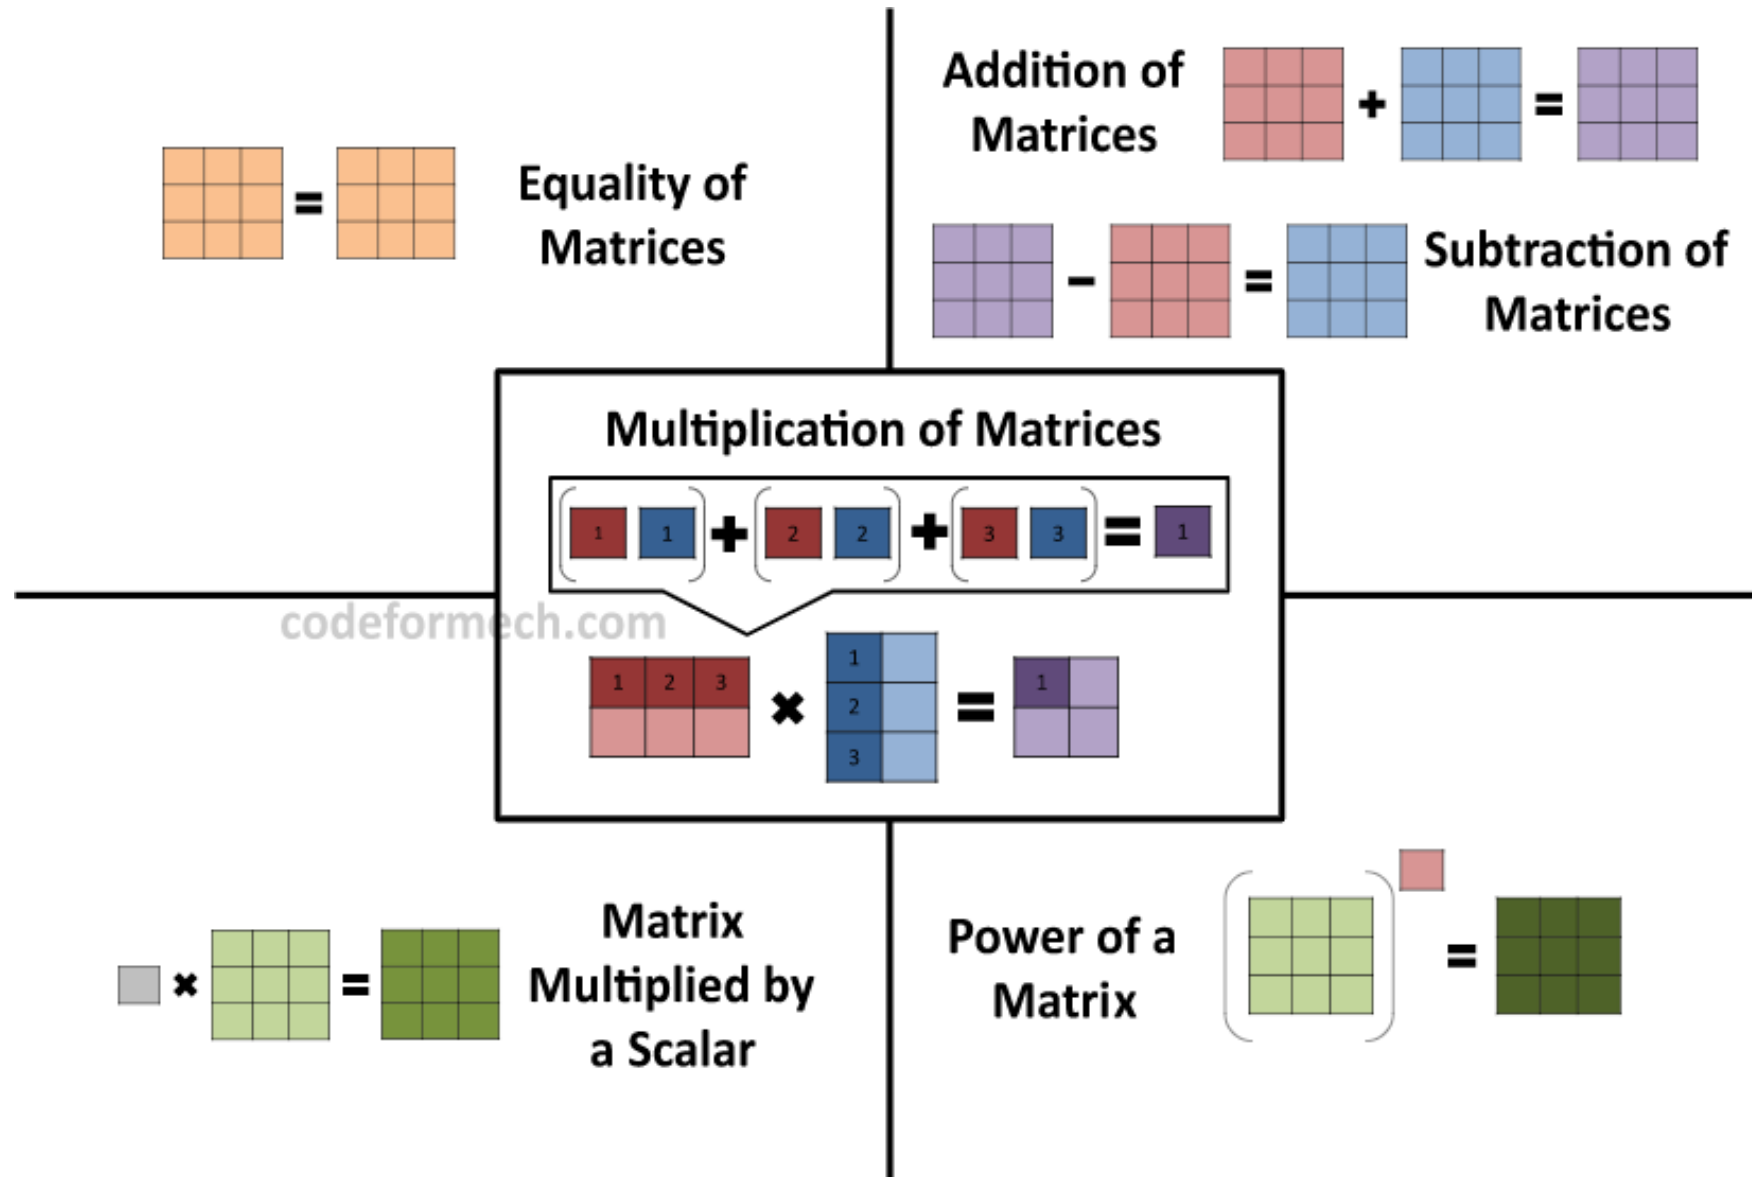 Equality of
Matrices
Addition of
Matrices
+ =
=
- =
Subtraction of
Matrices
Multiplication of Matrices
( 1 1 ) + ( 2 2 ) + ( 3 3 ) = 1
codeformech.com
1 2 3 × 1 = 1
2
3
Matrix
Multiplied by
a Scalar
× =
Power of a
Matrix
( ) =